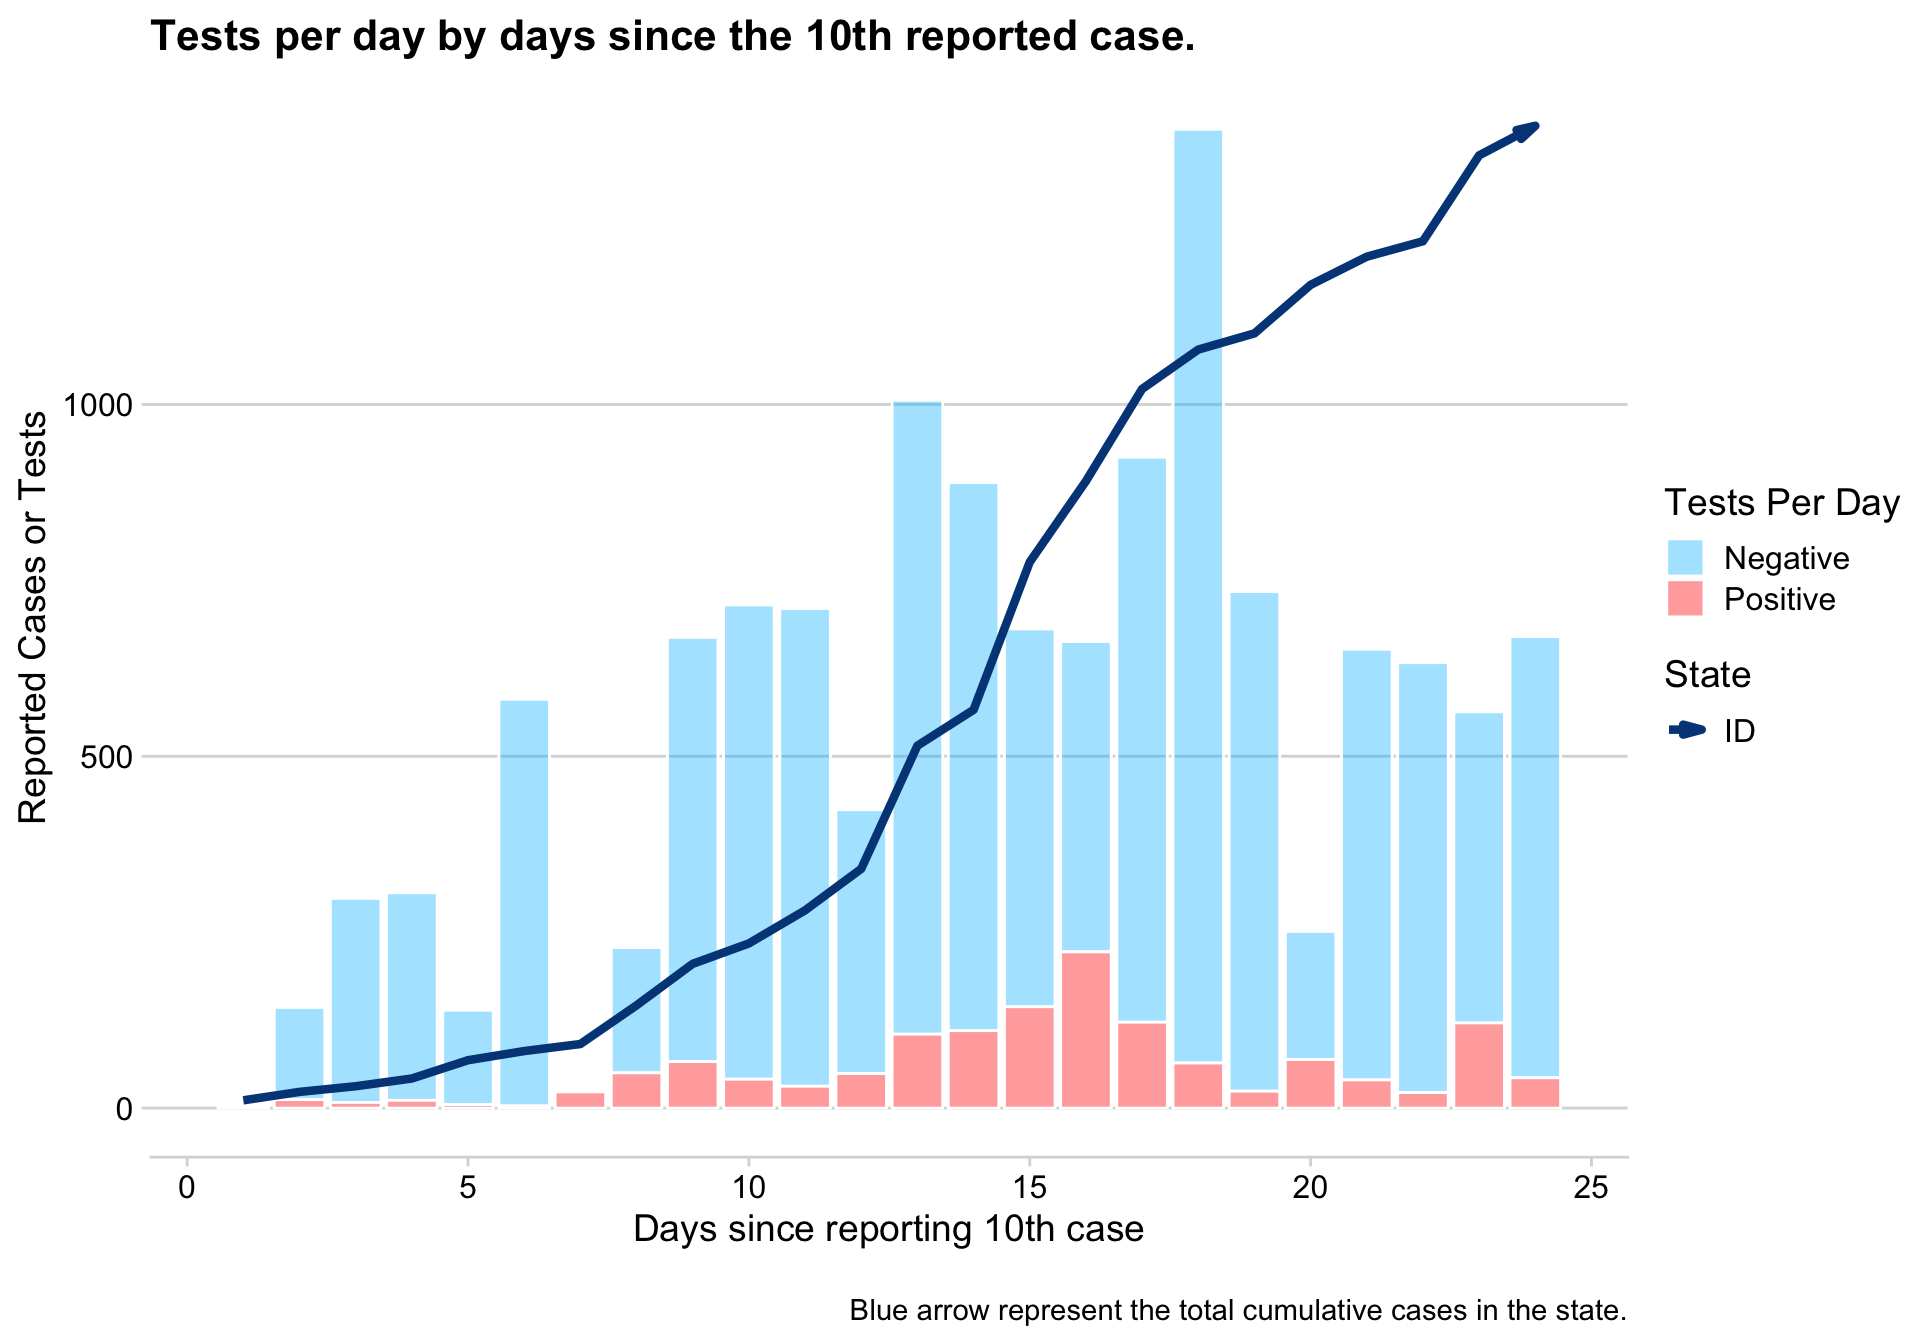 Tests per day by days since the 10th reported case.
Reported Cases or Tests
1000
500
0
0 5 10 15 20 25
Days since reporting 10th case
Tests Per Day
Negative
Positive
State
ID
Blue arrow represent the total cumulative cases in the state.